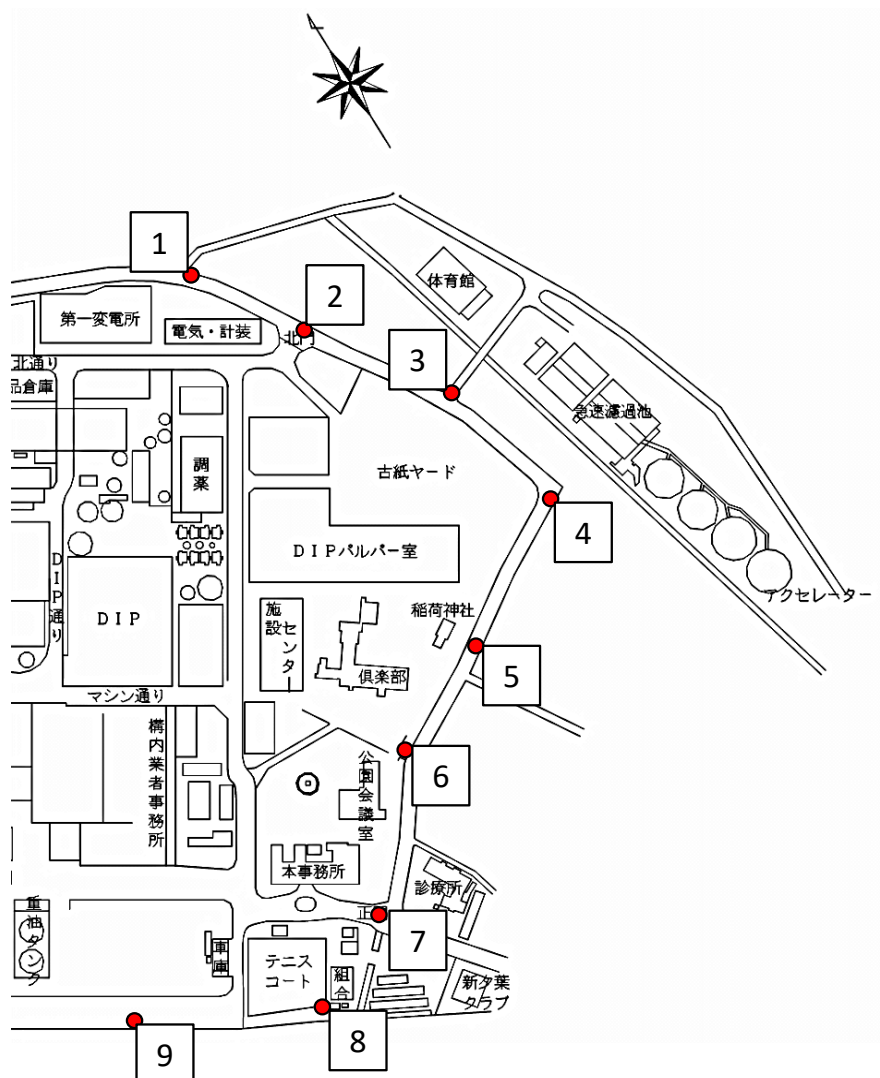 1
2
体育館
第一変電所
電気・計装
北門
3
北通り
品倉庫
急速濾過池
調薬
古紙ヤード
4
DIPパルパー室
アクセレーター
DIP通り
DIP
施設センター
稲荷神社
5
倶楽部
マシン通り
構内業者事務所
公園会議室
6
本事務所
診療所
重油タンク
7
車庫
テニス
コート
組合
新夕葉
クラブ
8
9